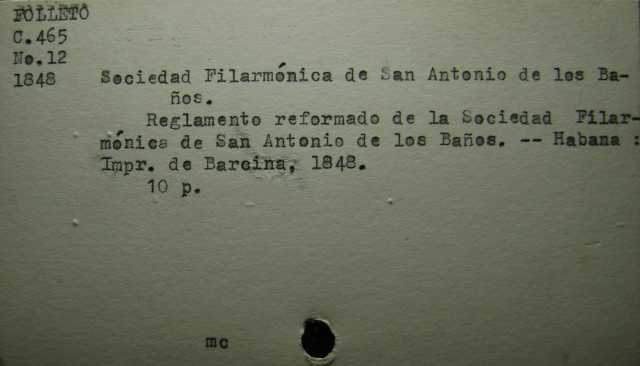 FOLLETO
C.465
No.12
1848 Sociedad Filarmónica de San Antonio de los Ba-
ños.
Reglamento reformado de la Sociedad Filar-
mónica de San Antonio de los Baños. -- Habana :
Impr. de Barcina, 1848.
10 p.
mc